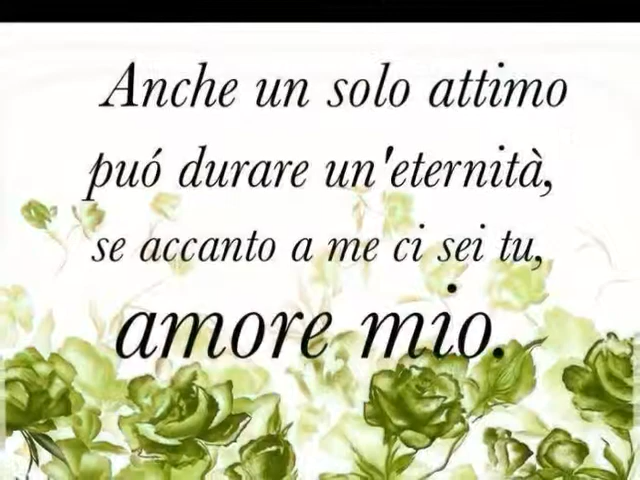 Anche un solo attimo
puó durare un'eternità,
se accanto a me ci sei tu,
amore mio.